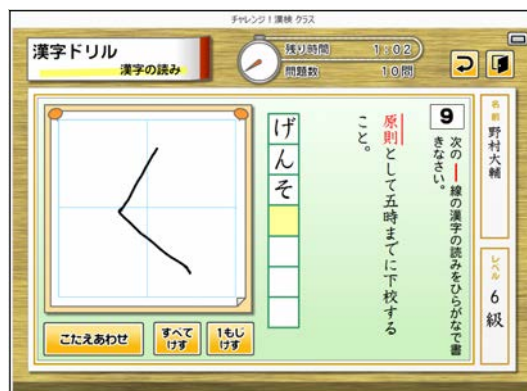 チャレンジ！漢検 クラス
漢字ドリル
漢字の読み
残り時間 1:02
問題数 10問
名前 野村大輔
レベル 6級
9
次の━線の漢字の読みをひらがなで書
きなさい。
原則として五時までに下校する
こと。
げんそ
く
こたえあわせ
すべて
けす
1もじ
けす